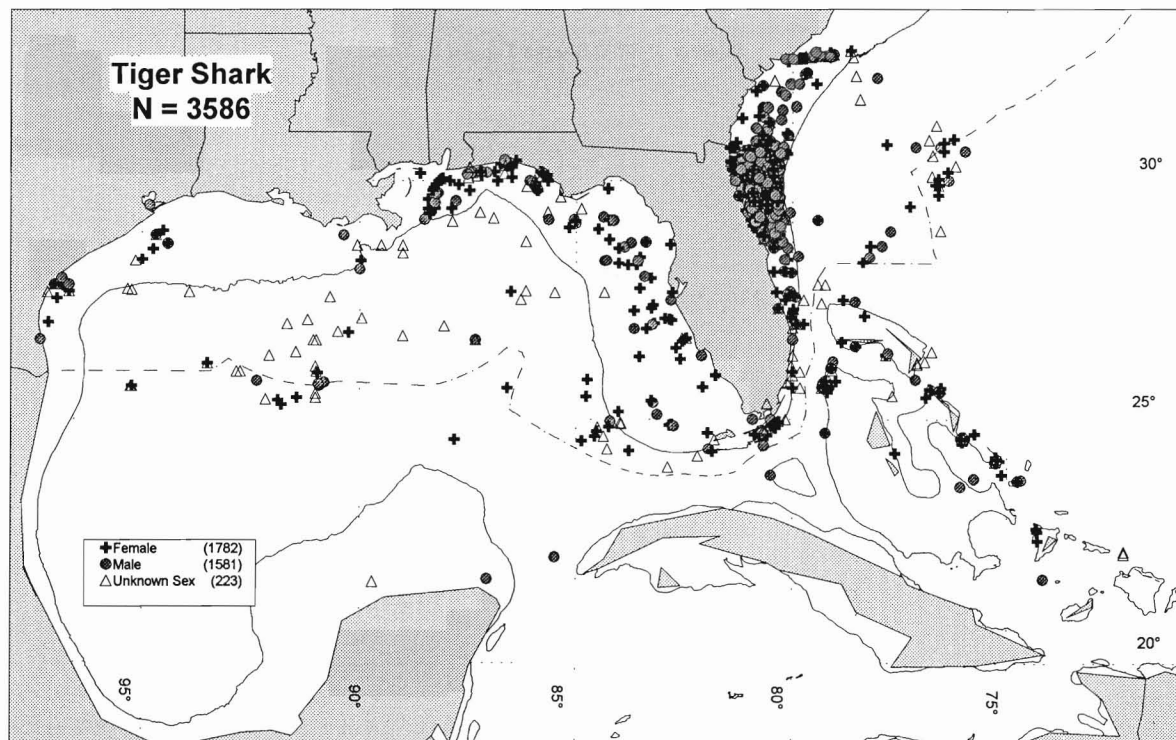 Tiger Shark
N = 3586
30°
25°
Female (1782)
Male (1581)
Unknown Sex (223)
20°
95°
90°
85°
80°
75°